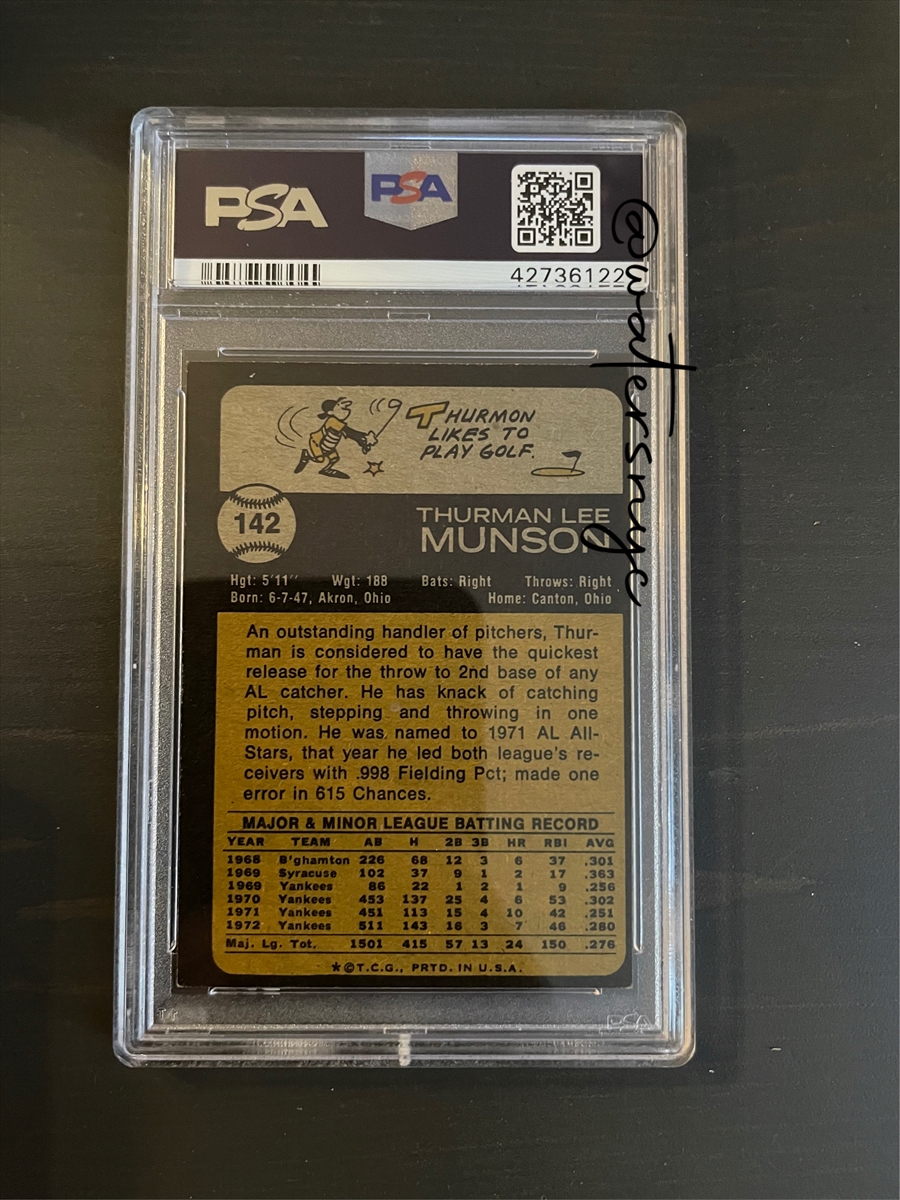 PSA
PSA
42736122
@watersnyc
THURMON
LIKES TO
PLAY GOLF.
142
THURMAN LEE
MUNSON
Hgt: 5'11" Wgt: 188 Bats: Right Throws: Right
Born: 6-7-47, Akron, Ohio Home: Canton, Ohio
An outstanding handler of pitchers, Thur-
man is considered to have the quickest
release for the throw to 2nd base of any
AL catcher. He has knack of catching
pitch, stepping and throwing in one
motion. He was named to 1971 AL All-
Stars, that year he led both league's re-
ceivers with .998 Fielding Pct; made one
error in 615 Chances.
MAJOR & MINOR LEAGUE BATTING RECORD
YEAR TEAM AB H 2B 3B HR RBI AVG
1968 B'ghamton 226 68 12 3 6 37 .301
1969 Syracuse 102 37 9 1 2 17 .363
1969 Yankees 86 22 1 2 1 9 .256
1970 Yankees 453 137 25 4 6 53 .302
1971 Yankees 451 113 15 4 10 42 .251
1972 Yankees 511 143 16 3 7 46 .280
Maj. Lg. Tot. 1501 415 57 13 24 150 .276
★©T.C.G., PRTD. IN U.S.A.
PSA